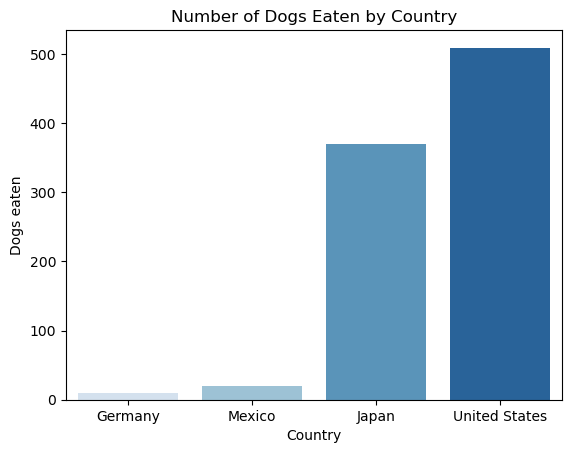 Number of Dogs Eaten by Country
500
400
300
200
100
0
Dogs eaten
Germany
Mexico
Japan
United States
Country